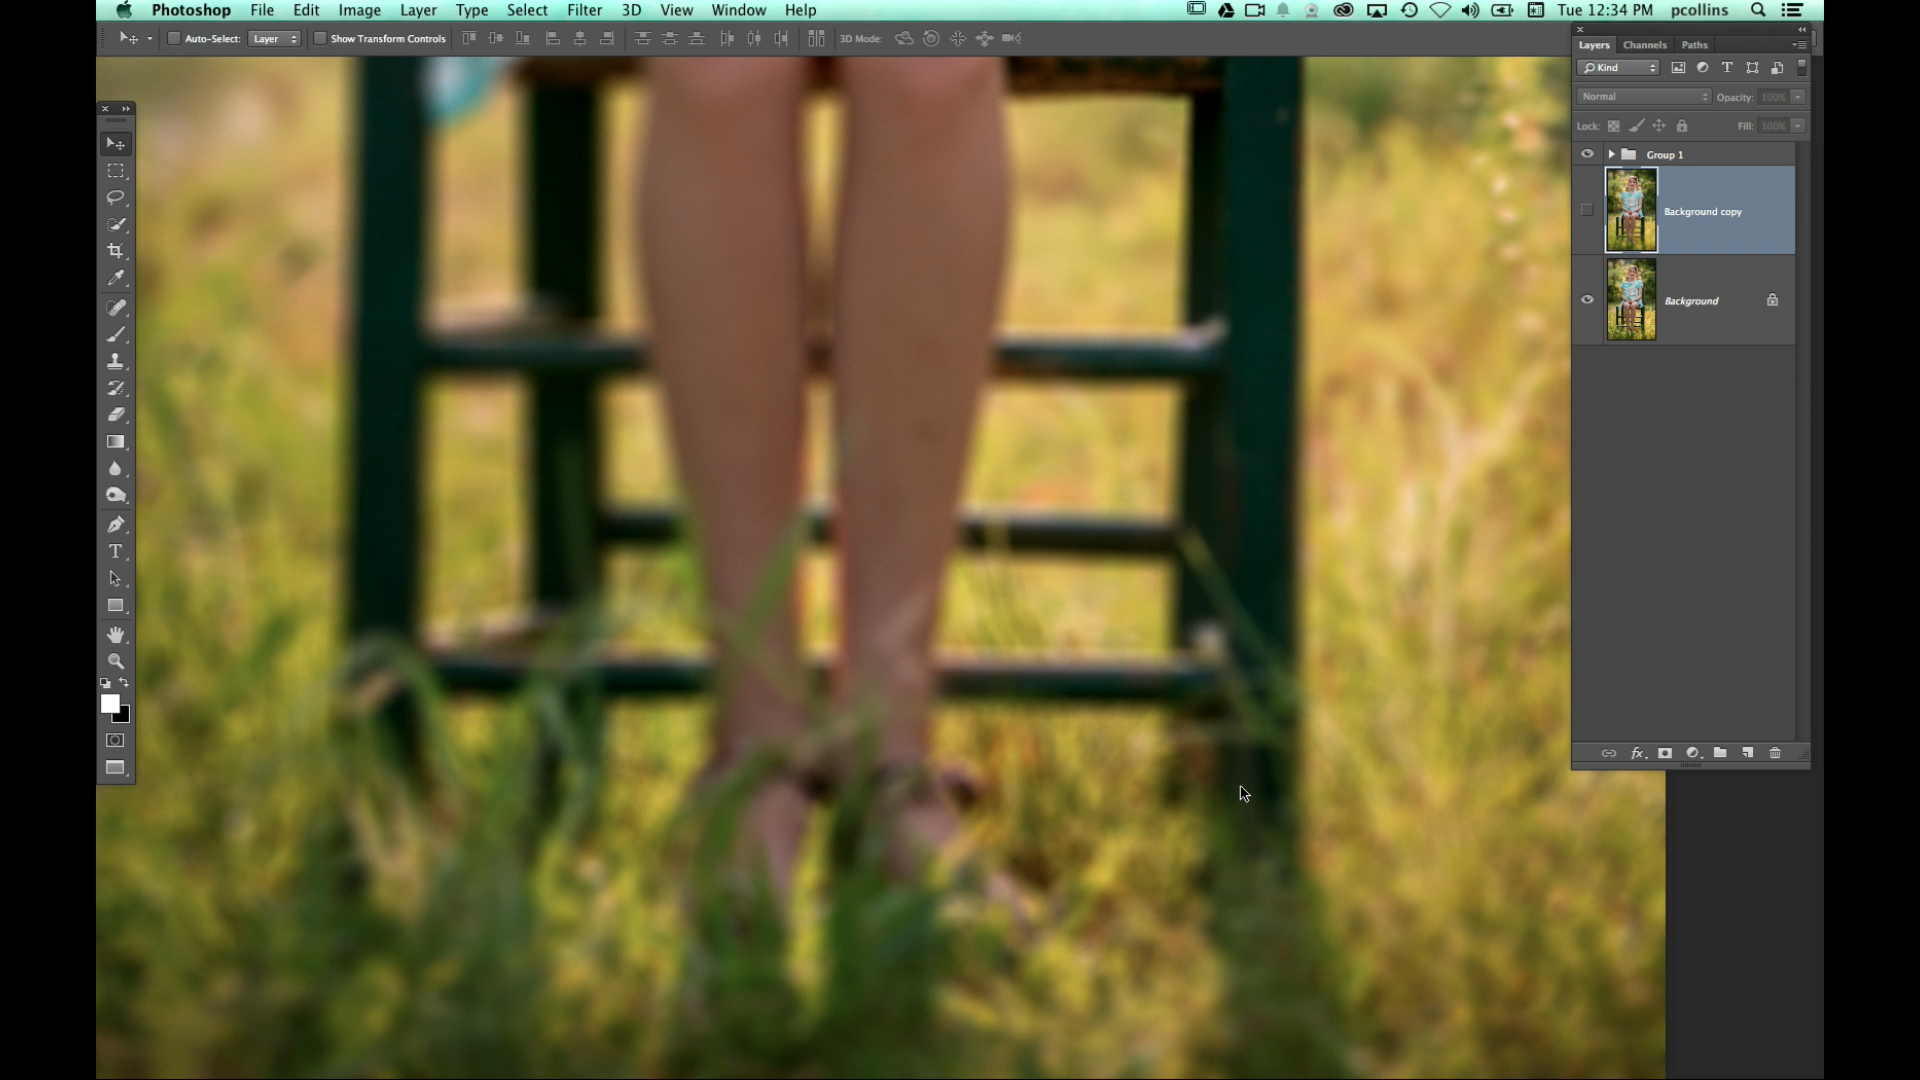 Photoshop File Edit Image Layer Type Select Filter 3D View Window Help Tue 12:34 PM pcollins
Auto-Select: Layer Show Transform Controls 3D Mode:
Layers Channels Paths
Kind
Normal Opacity: 100%
Lock: Fill: 100%
Group 1
Background copy
Background